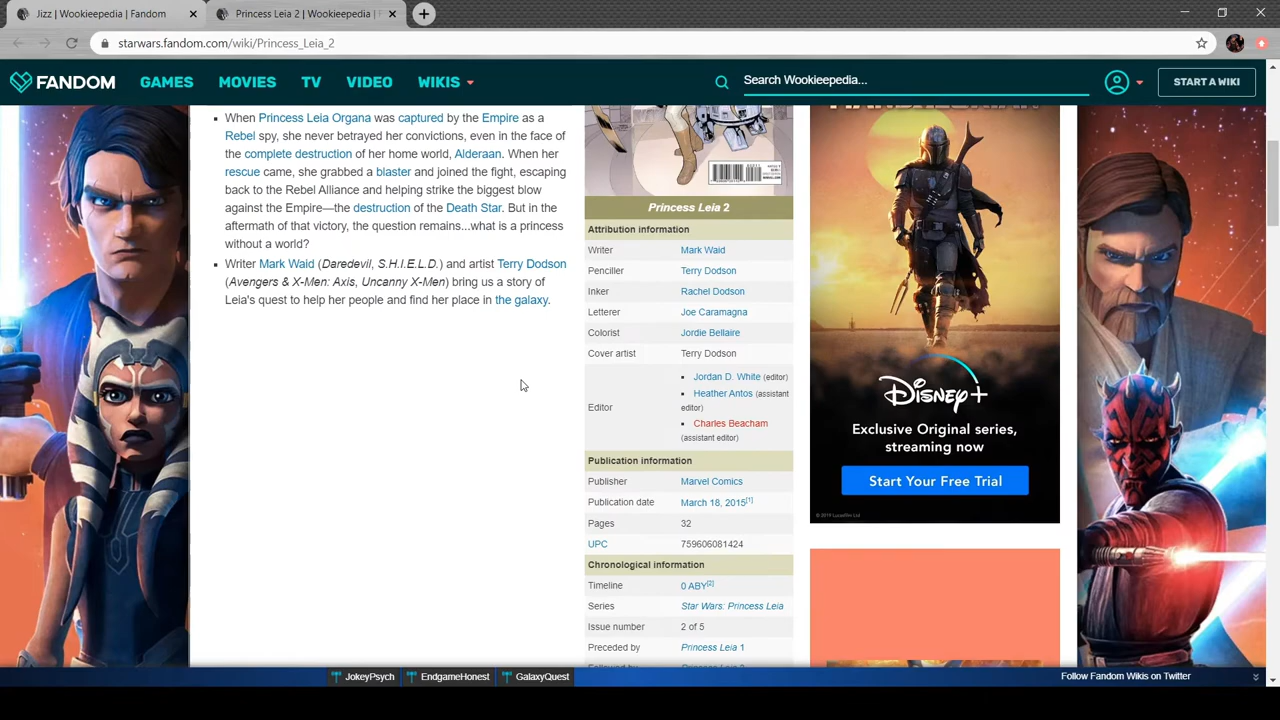 Jizz | Wookieepedia | Fandom
Princess Leia 2 | Wookieepedia |
starwars.fandom.com/wiki/Princess_Leia_2
FANDOM GAMES MOVIES TV VIDEO WIKIS Search Wookieepedia... START A WIKI
When Princess Leia Organa was captured by the Empire as a
Rebel spy, she never betrayed her convictions, even in the face of
the complete destruction of her home world, Alderaan. When her
rescue came, she grabbed a blaster and joined the fight, escaping
back to the Rebel Alliance and helping strike the biggest blow
against the Empire—the destruction of the Death Star. But in the
aftermath of that victory, the question remains...what is a princess
without a world?
Writer Mark Waid (Daredevil, S.H.I.E.L.D.) and artist Terry Dodson
(Avengers & X-Men: Axis, Uncanny X-Men) bring us a story of
Leia's quest to help her people and find her place in the galaxy.
Princess Leia 2
Attribution information
Writer Mark Waid
Penciller Terry Dodson
Inker Rachel Dodson
Letterer Joe Caramagna
Colorist Jordie Bellaire
Cover artist Terry Dodson
Editor
Jordan D. White (editor)
Heather Antos (assistant
editor)
Charles Beacham
(assistant editor)
Publication information
Publisher Marvel Comics
Publication date March 18, 2015[1]
Pages 32
UPC 759606081424
Chronological information
Timeline 0 ABY[2]
Series Star Wars: Princess Leia
Issue number 2 of 5
Preceded by Princess Leia 1
MANDALORIAN
Disney+
Exclusive Original series,
streaming now
Start Your Free Trial
© 2019 Lucasfilm Ltd
JokeyPsych EndgameHonest GalaxyQuest Follow Fandom Wikis on Twitter